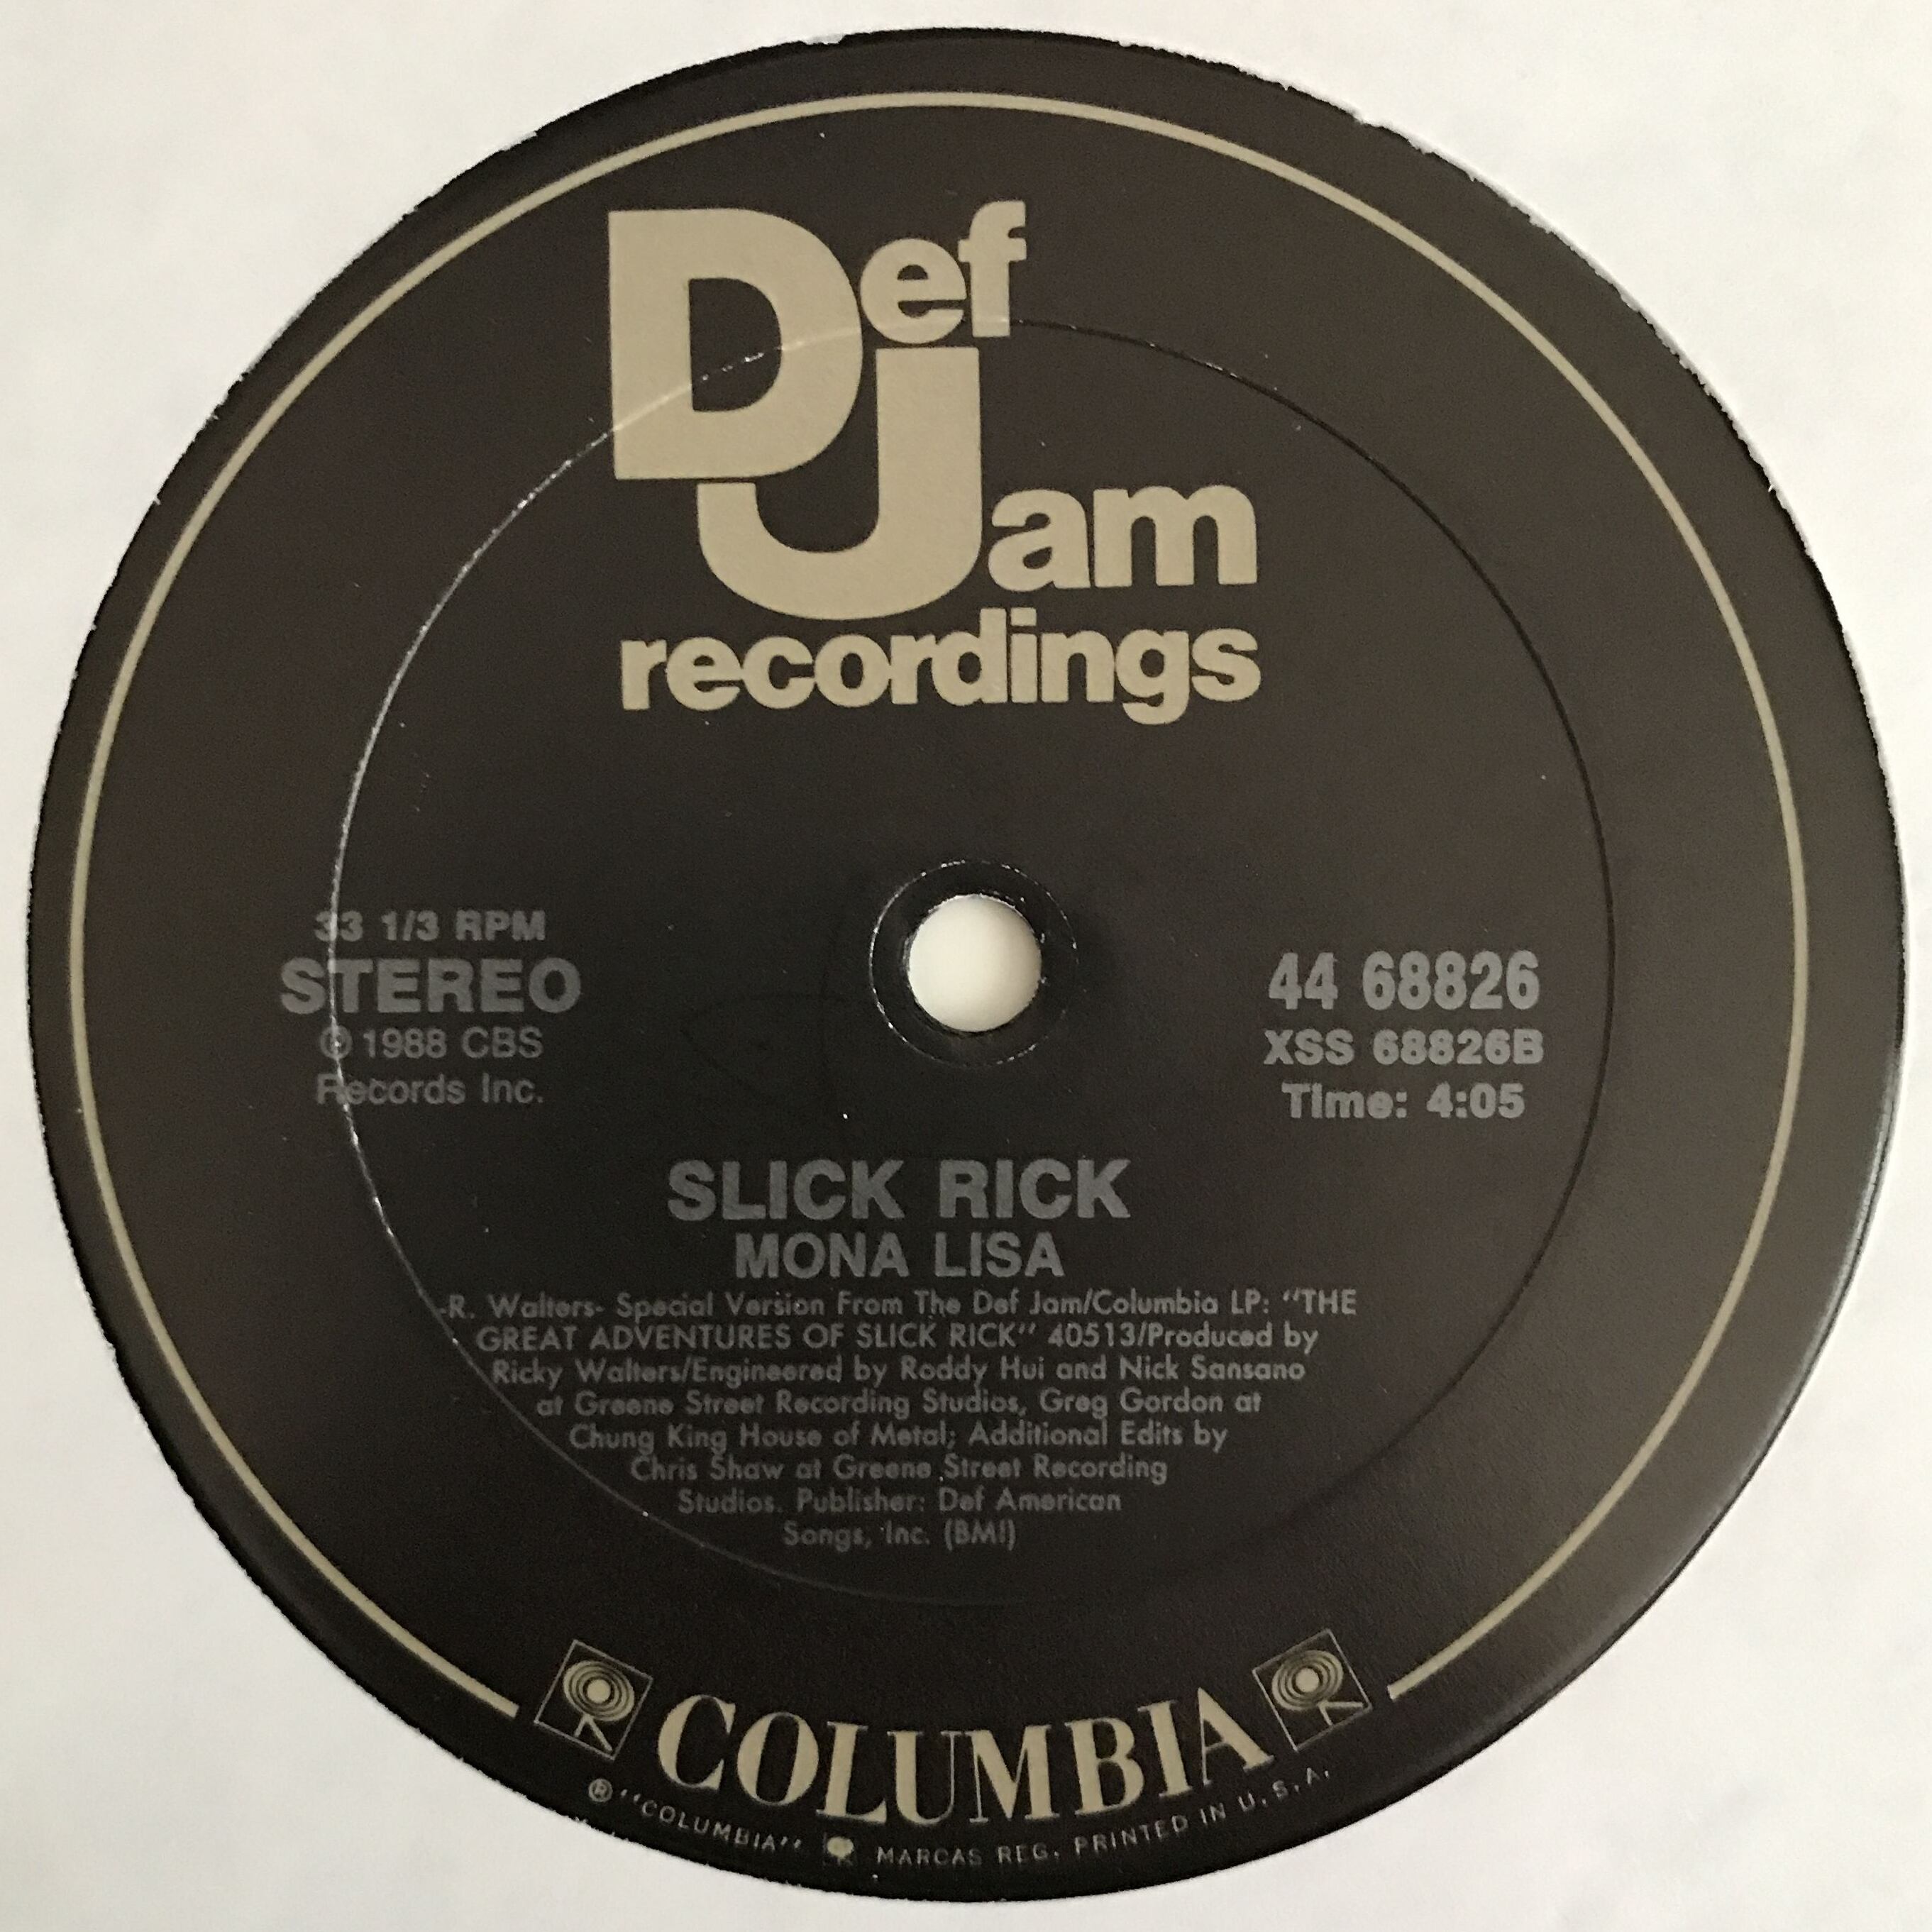 Def
Jam
recordings
33 1/3 RPM
STEREO
℗ 1988 CBS
Records Inc.
44 68826
XSS 68826B
Time: 4:05
SLICK RICK
MONA LISA
-R. Walters- Special Version From The Def Jam/Columbia LP: "THE
GREAT ADVENTURES OF SLICK RICK" 40513/Produced by
Ricky Walters/Engineered by Roddy Hui and Nick Sansano
at Greene Street Recording Studios, Greg Gordon at
Chung King House of Metal; Additional Edits by
Chris Shaw at Greene Street Recording
Studios. Publisher: Def American
Songs, Inc. (BMI)
COLUMBIA
® "COLUMBIA" MARCAS REG. PRINTED IN U.S.A.